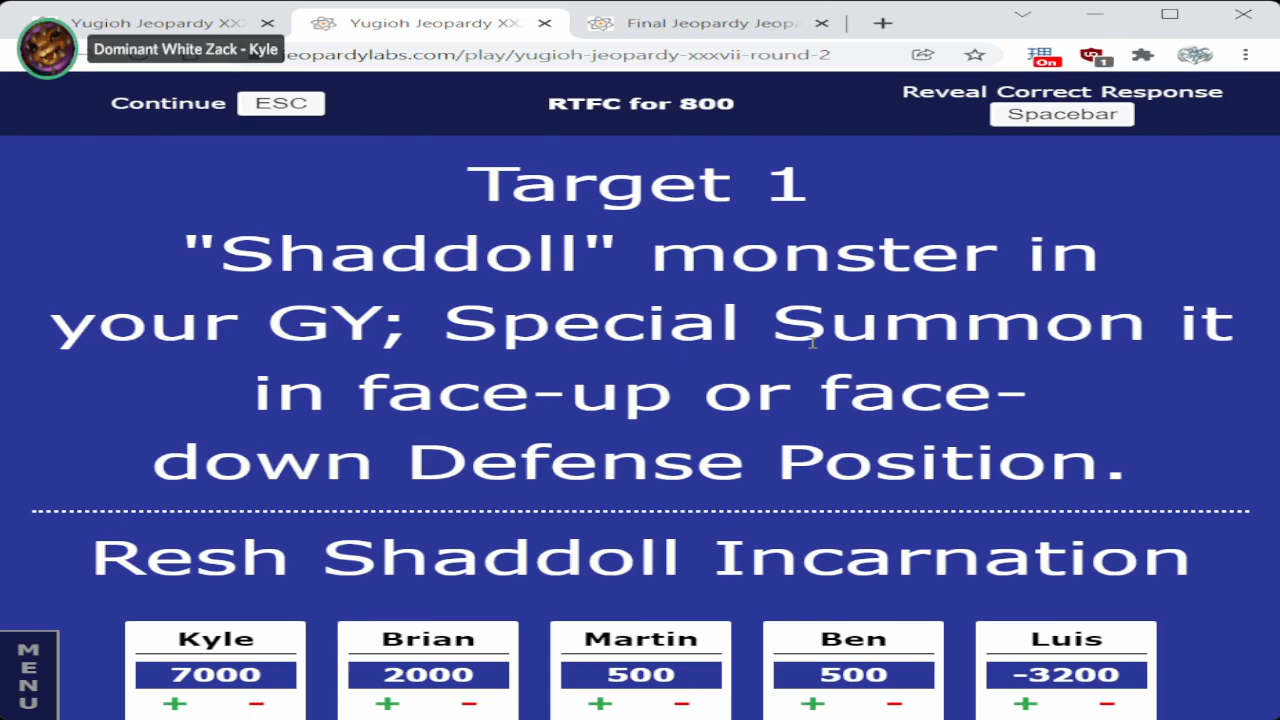 Yugioh Jeopardy XX
Yugioh Jeopardy XX
Final Jeopardy Jeop
Dominant White Zack - Kyle
jeopardylabs.com/play/yugioh-jeopardy-xxxvii-round-2
On
1
Continue ESC
RTFC for 800
Reveal Correct Response
Spacebar
Target 1
"Shaddoll" monster in
your GY; Special Summon it
in face-up or face-
down Defense Position.
Resh Shaddoll Incarnation
MENU
Kyle Brian Martin Ben Luis
7000 2000 500 500 -3200
+ - + - + - + - + -